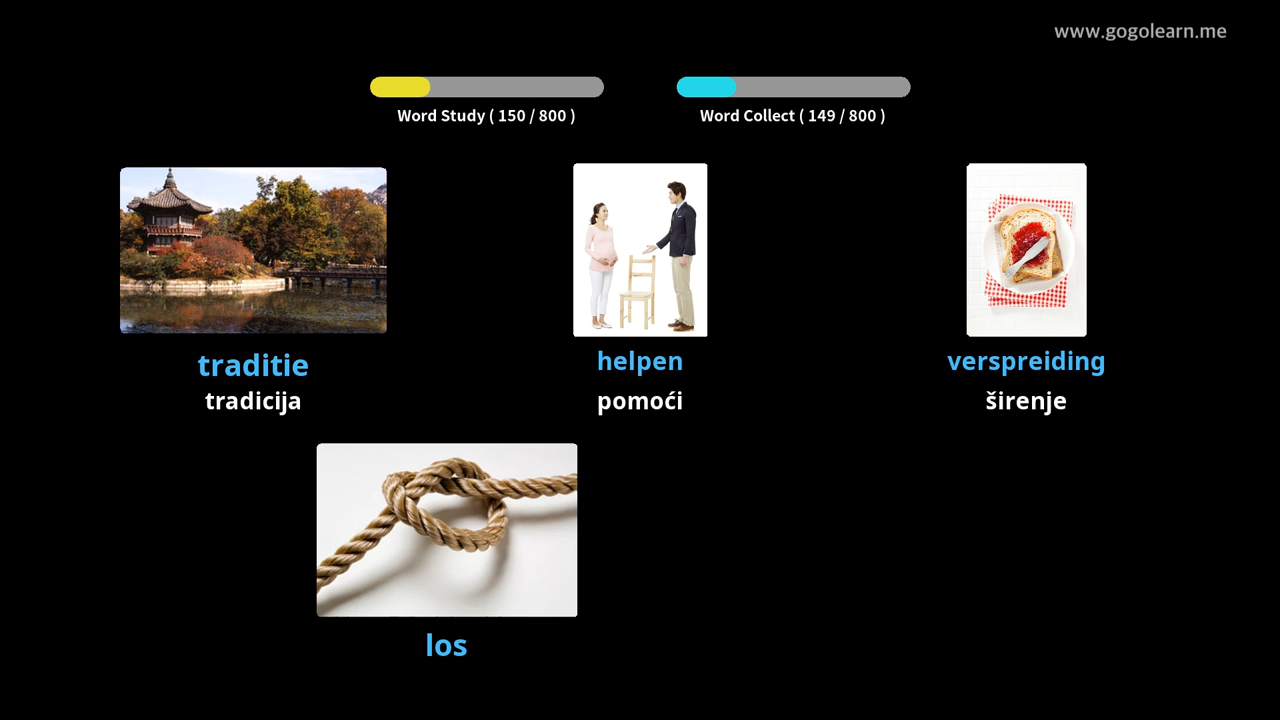 www.gogolearn.me
Word Study ( 150 / 800 )
Word Collect ( 149 / 800 )
traditie
helpen
verspreiding
tradicija
pomoći
širenje
los